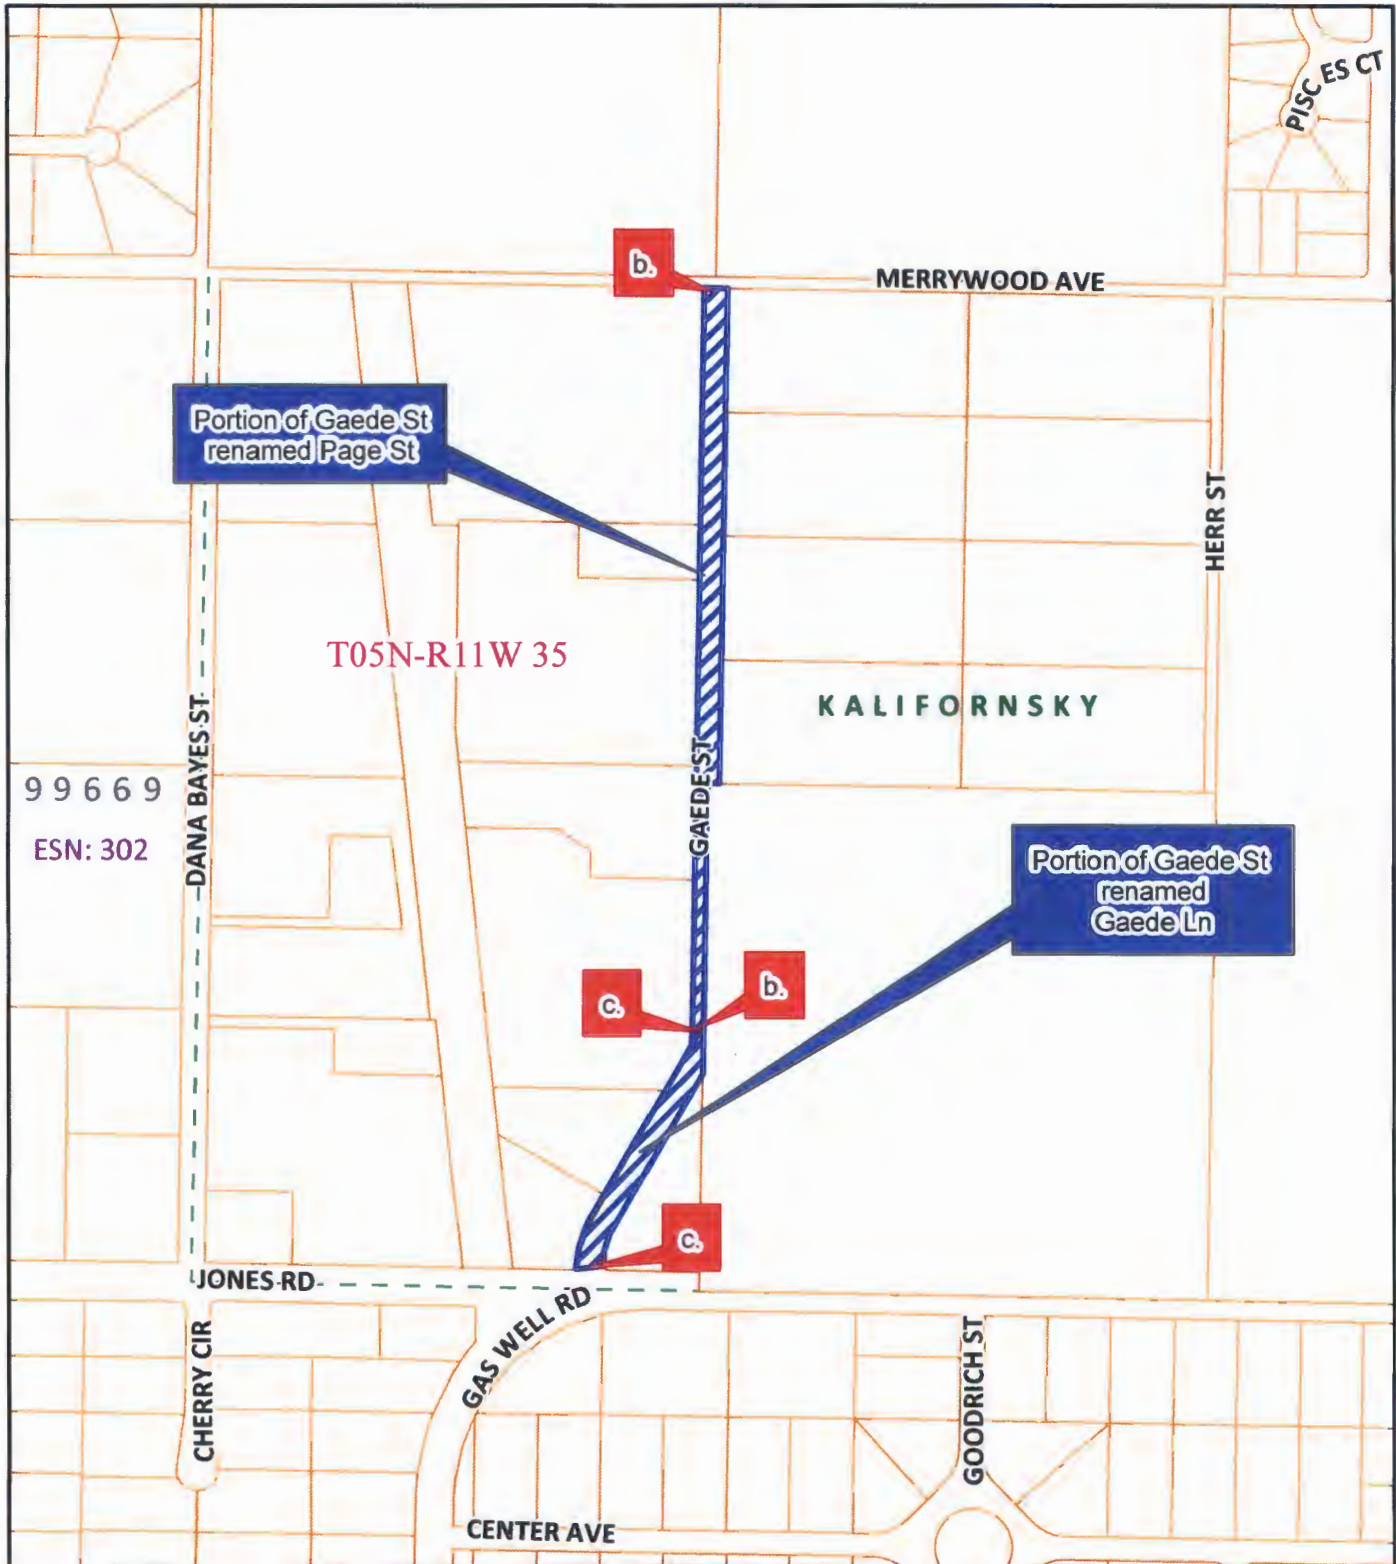 PISCES CT
b.
MERRYWOOD AVE
Portion of Gaede St
renamed Page St
HERR ST
T05N-R11W 35
KALIFORNSKY
GAEDE ST
DANA BAYES ST
99669
ESN: 302
Portion of Gaede St
renamed
Gaede Ln
c.
b.
c.
JONES RD
GAS WELL RD
CHERRY CIR
GOODRICH ST
CENTER AVE